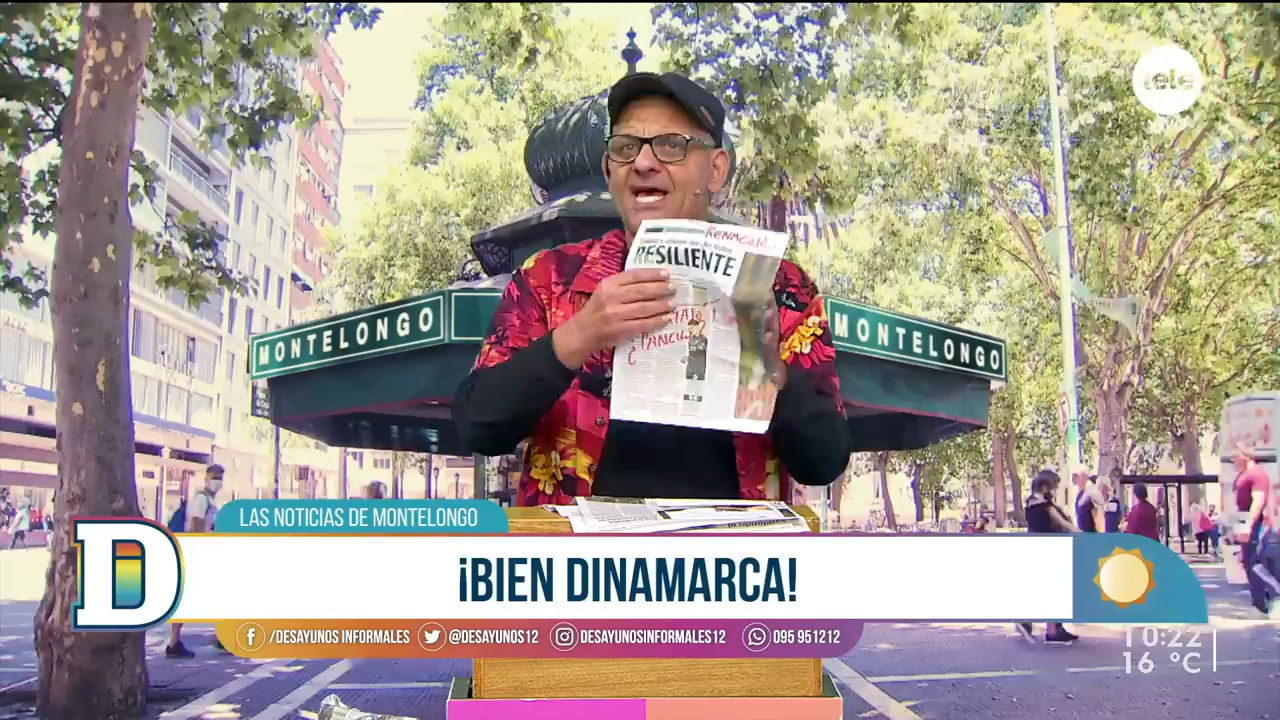 tele
RESILIENTE
MONTELONGO
MONTELONGO
LAS NOTICIAS DE MONTELONGO
D
¡BIEN DINAMARCA!
/DESAYUNOS INFORMALES
@DESAYUNOS12
DESAYUNOSINFORMALES12
095 951212
10:22
16 °C